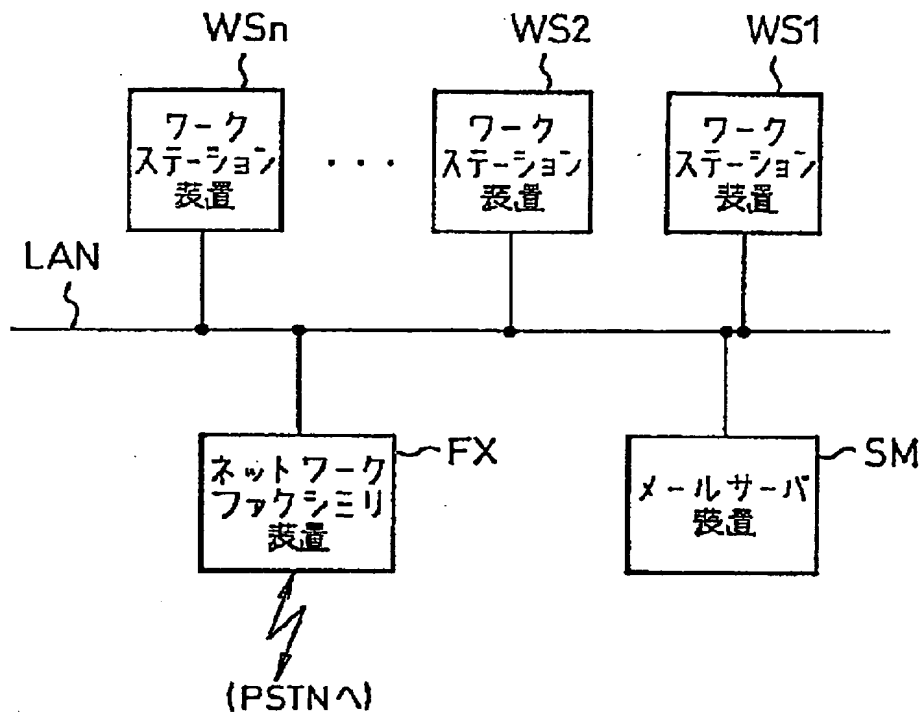 WSn
WS2
WS1
ワーク
ステーション
装置
・・・
ワーク
ステーション
装置
ワーク
ステーション
装置
LAN
ネットワーク
ファクシミリ
装置
FX
メールサーバ
装置
SM
(PSTNへ)